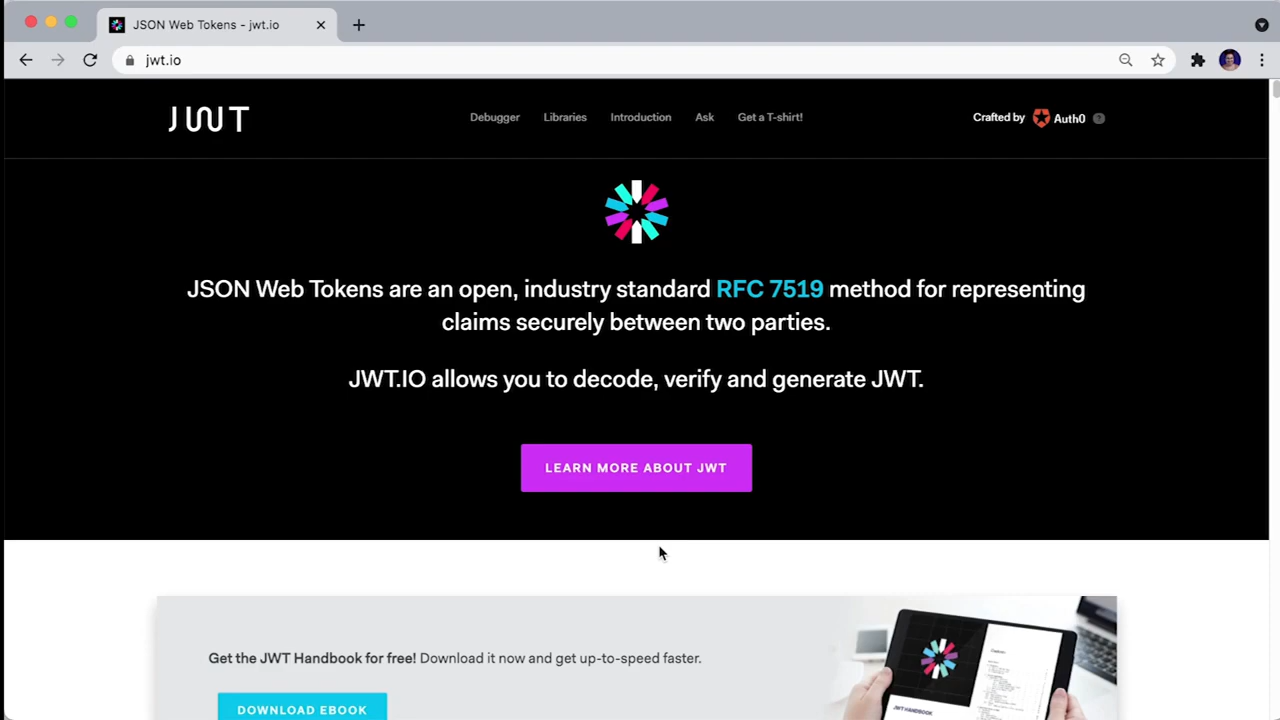 JSON Web Tokens - jwt.io
jwt.io
JWT
Debugger
Libraries
Introduction
Ask
Get a T-shirt!
Crafted by
Auth0
?
JSON Web Tokens are an open, industry standard RFC 7519 method for representing
claims securely between two parties.
JWT.IO allows you to decode, verify and generate JWT.
LEARN MORE ABOUT JWT
Get the JWT Handbook for free! Download it now and get up-to-speed faster.
DOWNLOAD EBOOK
JWT HANDBOOK